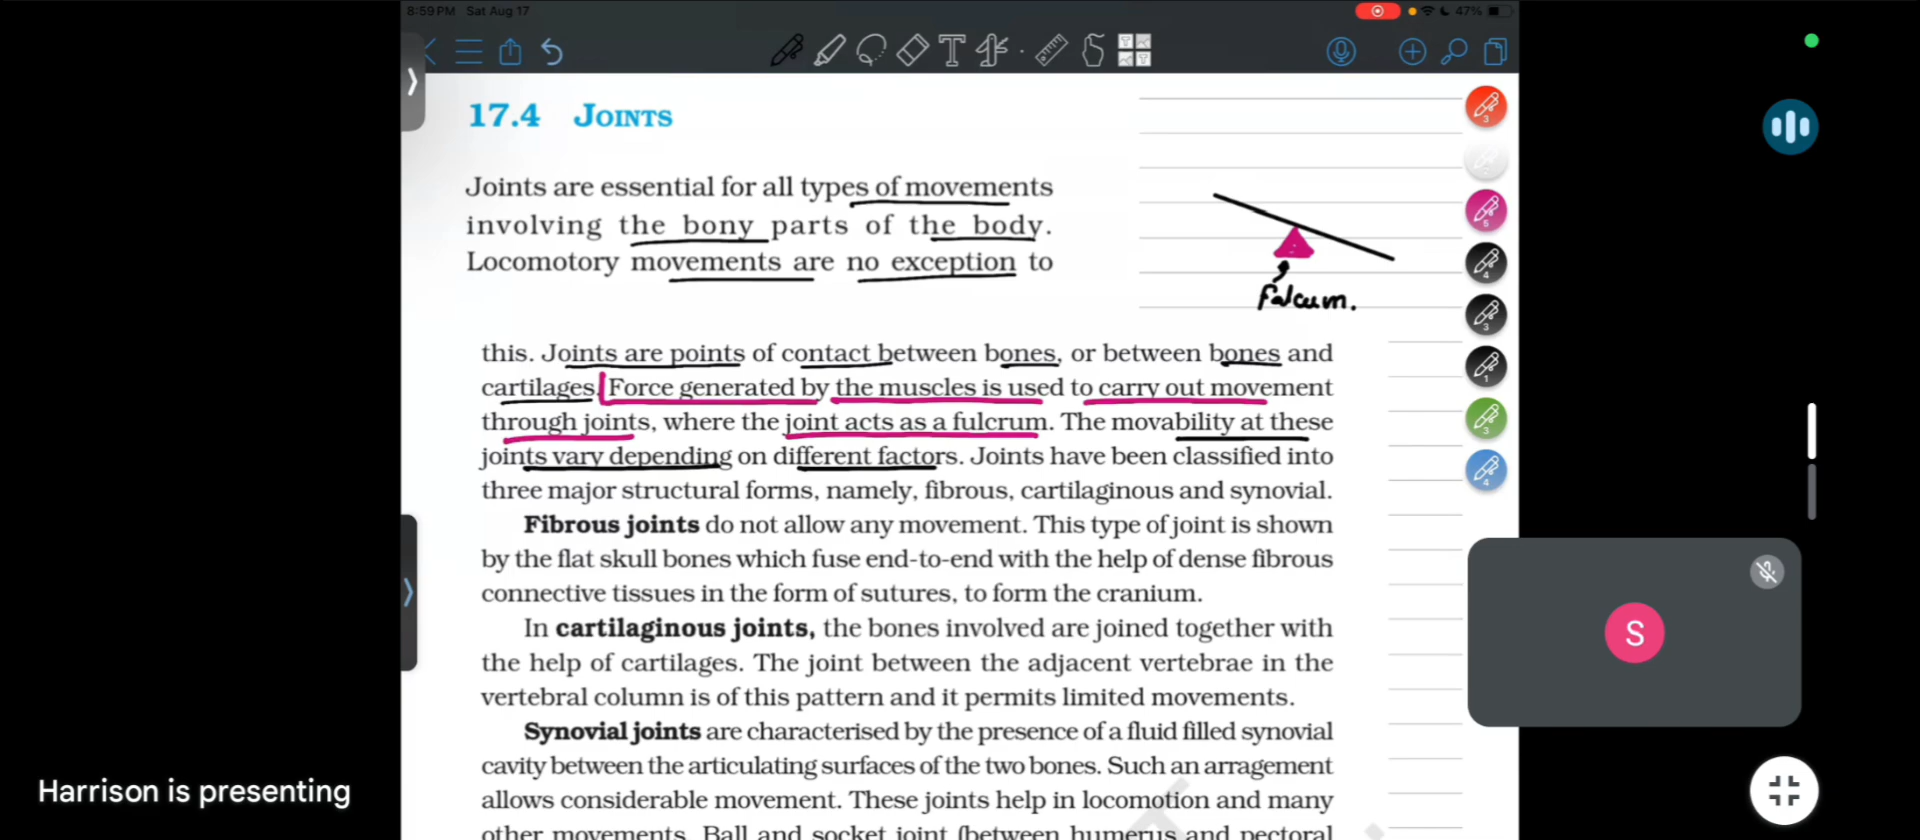 8:59 PM Sat Aug 17
47%
17.4 JOINTS
Joints are essential for all types of movements
involving the bony parts of the body.
Locomotory movements are no exception to
Falcum.
this. Joints are points of contact between bones, or between bones and
cartilages. Force generated by the muscles is used to carry out movement
through joints, where the joint acts as a fulcrum. The movability at these
joints vary depending on different factors. Joints have been classified into
three major structural forms, namely, fibrous, cartilaginous and synovial.
Fibrous joints do not allow any movement. This type of joint is shown
by the flat skull bones which fuse end-to-end with the help of dense fibrous
connective tissues in the form of sutures, to form the cranium.
In cartilaginous joints, the bones involved are joined together with
the help of cartilages. The joint between the adjacent vertebrae in the
vertebral column is of this pattern and it permits limited movements.
Synovial joints are characterised by the presence of a fluid filled synovial
cavity between the articulating surfaces of the two bones. Such an arragement
allows considerable movement. These joints help in locomotion and many
other movements. Ball and socket joint (between humerus and pectoral
3
5
4
3
1
3
4
S
Harrison is presenting